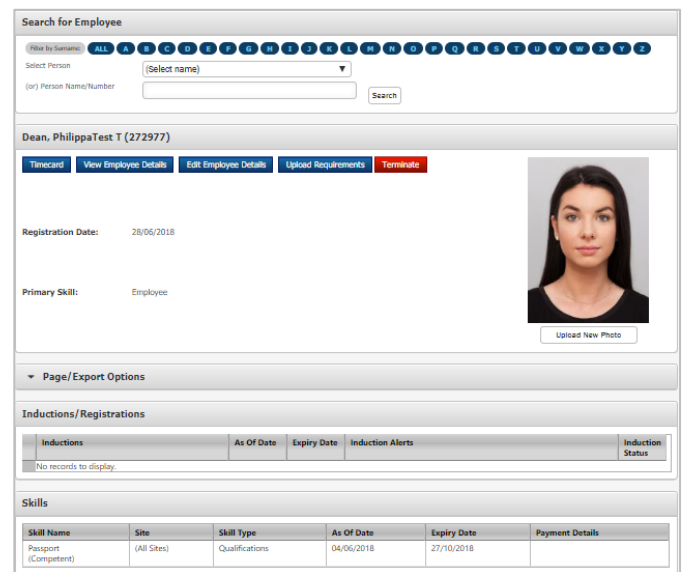 Search for Employee
Filter by Surname: ALL A B C D E F G H I J K L M N O P Q R S T U V W X Y Z
Select Person (Select name)
(or) Person Name/Number Search
Dean, PhilippaTest T (272977)
Timecard View Employee Details Edit Employee Details Upload Requirements Terminate
Registration Date: 28/06/2018
Primary Skill: Employee
Upload New Photo
Page/Export Options
Inductions/Registrations
Inductions As Of Date Expiry Date Induction Alerts Induction Status
No records to display.
Skills
Skill Name Site Skill Type As Of Date Expiry Date Payment Details
Passport (Competent) (All Sites) Qualifications 04/06/2018 27/10/2018